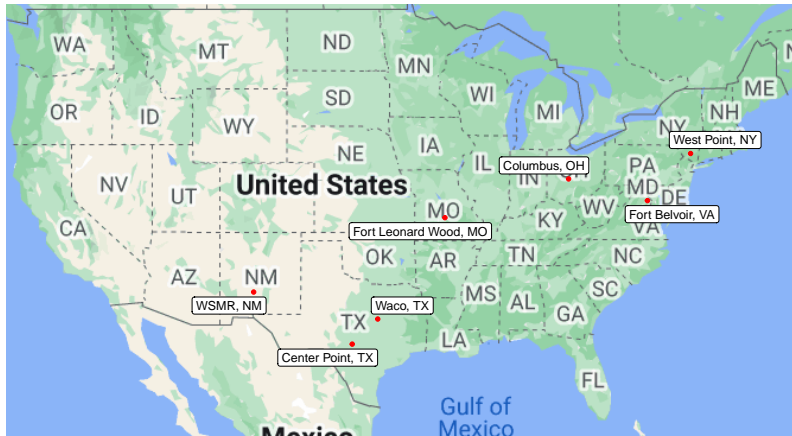 WA
MT
ND
MN
ME
OR
ID
SD
WI
MI
NH
WY
NY
West Point, NY
IA
NE
Columbus, OH
IL
IN
PA
United States
NV
UT
MD
DE
Fort Belvoir, VA
VA
MO
Fort Leonard Wood, MO
KY
WV
CA
OK
TN
NC
AZ
NM
AR
WSMR, NM
MS
AL
SC
GA
Waco, TX
TX
Center Point, TX
LA
FL
Gulf of
Mexico
Mexico